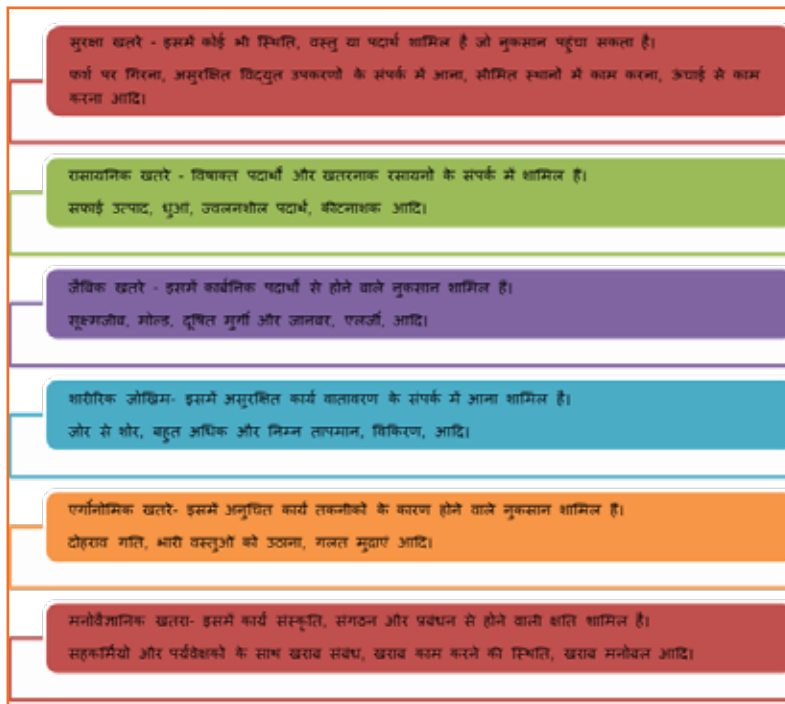 सुरक्षा खतरे - इसमें कोई भी स्थिति, वस्तु या पदार्थ शामिल है जो नुकसान पहुंचा सकता है।
फर्श पर गिरना, असुरक्षित विद्युत उपकरणों के संपर्क में आना, सीमित स्थानों में काम करना, ऊंचाई से काम
करना आदि।
रासायनिक खतरे - विषाक्त पदार्थों और खतरनाक रसायनों के संपर्क में शामिल हैं।
सफाई उत्पाद, धुआं, ज्वलनशील पदार्थ, कीटनाशक आदि।
जैविक खतरे - इसमें कार्बनिक पदार्थों से होने वाले नुकसान शामिल हैं।
सूक्ष्मजीव, मोल्ड, दूषित मुर्गी और जानवर, एलर्जी, आदि।
शारीरिक जोखिम- इसमें असुरक्षित कार्य वातावरण के संपर्क में आना शामिल है।
जोर से शोर, बहुत अधिक और निम्न तापमान, विकिरण, आदि।
एर्गोनोमिक खतरे- इसमें अनुचित कार्य तकनीकों के कारण होने वाले नुकसान शामिल हैं।
दोहराव गति, भारी वस्तुओं को उठाना, गलत मुद्राएं आदि।
मनोवैज्ञानिक खतरा- इसमें कार्य संस्कृति, संगठन और प्रबंधन से होने वाली क्षति शामिल है।
सहकर्मियों और पर्यवेक्षकों के साथ खराब संबंध, खराब काम करने की स्थिति, खराब मनोबल आदि।